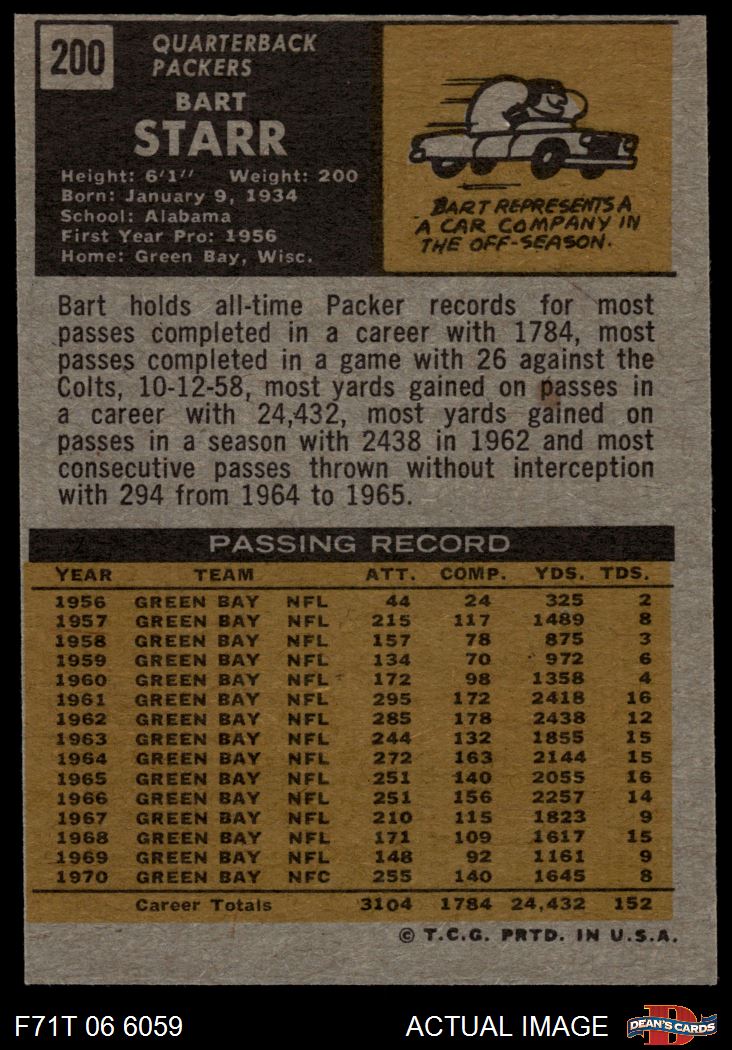 200
QUARTERBACK
PACKERS
BART
STARR
Height: 6'1'' Weight: 200
Born: January 9, 1934
School: Alabama
First Year Pro: 1956
Home: Green Bay, Wisc.
BART REPRESENTS A
A CAR COMPANY IN
THE OFF-SEASON.
Bart holds all-time Packer records for most
passes completed in a career with 1784, most
passes completed in a game with 26 against the
Colts, 10-12-58, most yards gained on passes in
a career with 24,432, most yards gained on
passes in a season with 2438 in 1962 and most
consecutive passes thrown without interception
with 294 from 1964 to 1965.
PASSING RECORD
YEAR TEAM ATT. COMP. YDS. TDS.
1956 GREEN BAY NFL 44 24 325 2
1957 GREEN BAY NFL 215 117 1489 8
1958 GREEN BAY NFL 157 78 875 3
1959 GREEN BAY NFL 134 70 972 6
1960 GREEN BAY NFL 172 98 1358 4
1961 GREEN BAY NFL 295 172 2418 16
1962 GREEN BAY NFL 285 178 2438 12
1963 GREEN BAY NFL 244 132 1855 15
1964 GREEN BAY NFL 272 163 2144 15
1965 GREEN BAY NFL 251 140 2055 16
1966 GREEN BAY NFL 251 156 2257 14
1967 GREEN BAY NFL 210 115 1823 9
1968 GREEN BAY NFL 171 109 1617 15
1969 GREEN BAY NFL 148 92 1161 9
1970 GREEN BAY NFC 255 140 1645 8
Career Totals 3104 1784 24,432 152
© T.C.G. PRTD. IN U.S.A.
F71T 06 6059 ACTUAL IMAGE DEAN'S CARDS